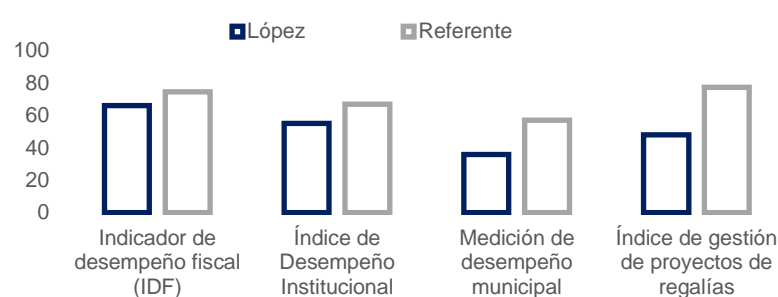 López
Referente
100
80
60
40
20
0
Indicador de
desempeño fiscal
(IDF)
Índice de
Desempeño
Institucional
Medición de
desempeño
municipal
Índice de gestión
de proyectos de
regalías